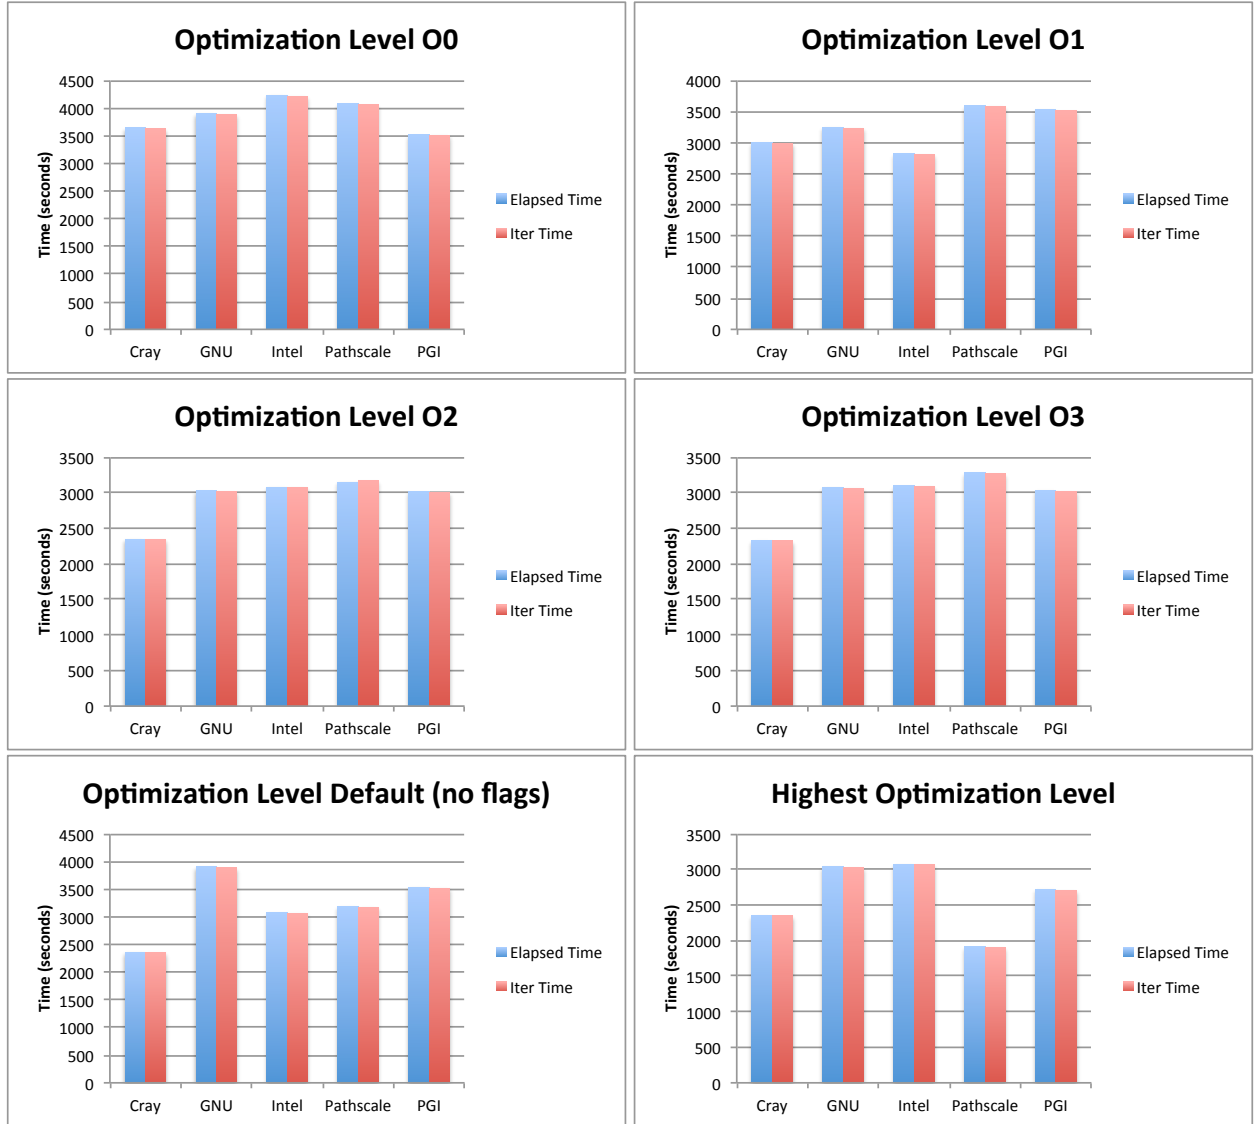 Optimization Level O0
4500
4000
3500
3000
2500
2000
1500
1000
500
0
Time (seconds)
Cray GNU Intel Pathscale PGI
Elapsed Time
Iter Time
Optimization Level O1
4000
3500
3000
2500
2000
1500
1000
500
0
Time (seconds)
Cray GNU Intel Pathscale PGI
Elapsed Time
Iter Time
Optimization Level O2
3500
3000
2500
2000
1500
1000
500
0
Time (seconds)
Cray GNU Intel Pathscale PGI
Elapsed Time
Iter Time
Optimization Level O3
3500
3000
2500
2000
1500
1000
500
0
Time (seconds)
Cray GNU Intel Pathscale PGI
Elapsed Time
Iter Time
Optimization Level Default (no flags)
4500
4000
3500
3000
2500
2000
1500
1000
500
0
Time (seconds)
Cray GNU Intel Pathscale PGI
Elapsed Time
Iter Time
Highest Optimization Level
3500
3000
2500
2000
1500
1000
500
0
Time (seconds)
Cray GNU Intel Pathscale PGI
Elapsed Time
Iter Time